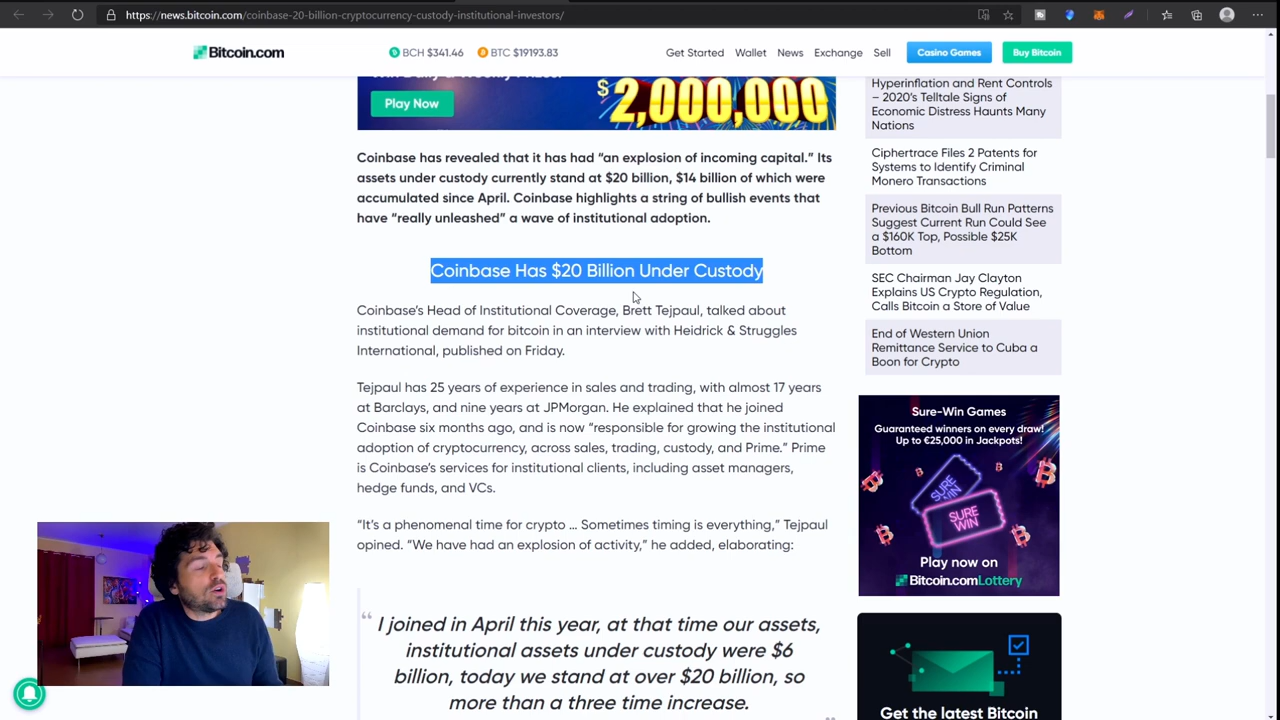 https://news.bitcoin.com/coinbase-20-billion-cryptocurrency-custody-institutional-investors/
Bitcoin.com
BCH $341.46
BTC $19193.83
Get Started
Wallet
News
Exchange
Sell
Casino Games
Buy Bitcoin
Play Now
$2,000,000
Coinbase has revealed that it has had “an explosion of incoming capital.” Its
assets under custody currently stand at $20 billion, $14 billion of which were
accumulated since April. Coinbase highlights a string of bullish events that
have “really unleashed” a wave of institutional adoption.
Coinbase Has $20 Billion Under Custody
Coinbase’s Head of Institutional Coverage, Brett Tejpaul, talked about
institutional demand for bitcoin in an interview with Heidrick & Struggles
International, published on Friday.
Tejpaul has 25 years of experience in sales and trading, with almost 17 years
at Barclays, and nine years at JPMorgan. He explained that he joined
Coinbase six months ago, and is now “responsible for growing the institutional
adoption of cryptocurrency, across sales, trading, custody, and Prime.” Prime
is Coinbase’s services for institutional clients, including asset managers,
hedge funds, and VCs.
“It’s a phenomenal time for crypto … Sometimes timing is everything,” Tejpaul
opined. “We have had an explosion of activity,” he added, elaborating:
“ I joined in April this year, at that time our assets,
institutional assets under custody were $6
billion, today we stand at over $20 billion, so
more than a three time increase.
Hyperinflation and Rent Controls
– 2020’s Telltale Signs of
Economic Distress Haunts Many
Nations
Ciphertrace Files 2 Patents for
Systems to Identify Criminal
Monero Transactions
Previous Bitcoin Bull Run Patterns
Suggest Current Run Could See
a $160K Top, Possible $25K
Bottom
SEC Chairman Jay Clayton
Explains US Crypto Regulation,
Calls Bitcoin a Store of Value
End of Western Union
Remittance Service to Cuba a
Boon for Crypto
Sure-Win Games
Guaranteed winners on every draw!
Up to €25,000 in Jackpots!
SURE
WIN
SURE
WIN
Play now on
Bitcoin.com Lottery
Get the latest Bitcoin